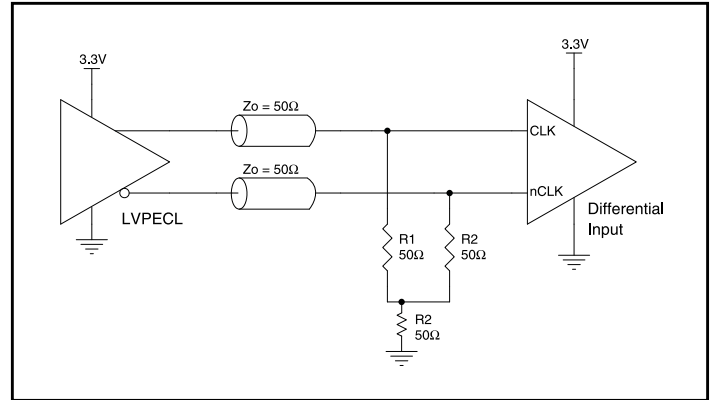 3.3V
3.3V
Zo = 50Ω
CLK
Zo = 50Ω
nCLK
LVPECL
Differential
Input
R1
50Ω
R2
50Ω
R2
50Ω